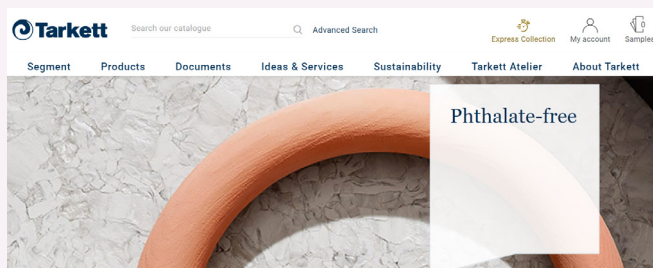 Tarkett
Search our catalogue
Advanced Search
Express Collection
My account
Samples
Segment
Products
Documents
Ideas & Services
Sustainability
Tarkett Atelier
About Tarkett
Phthalate-free